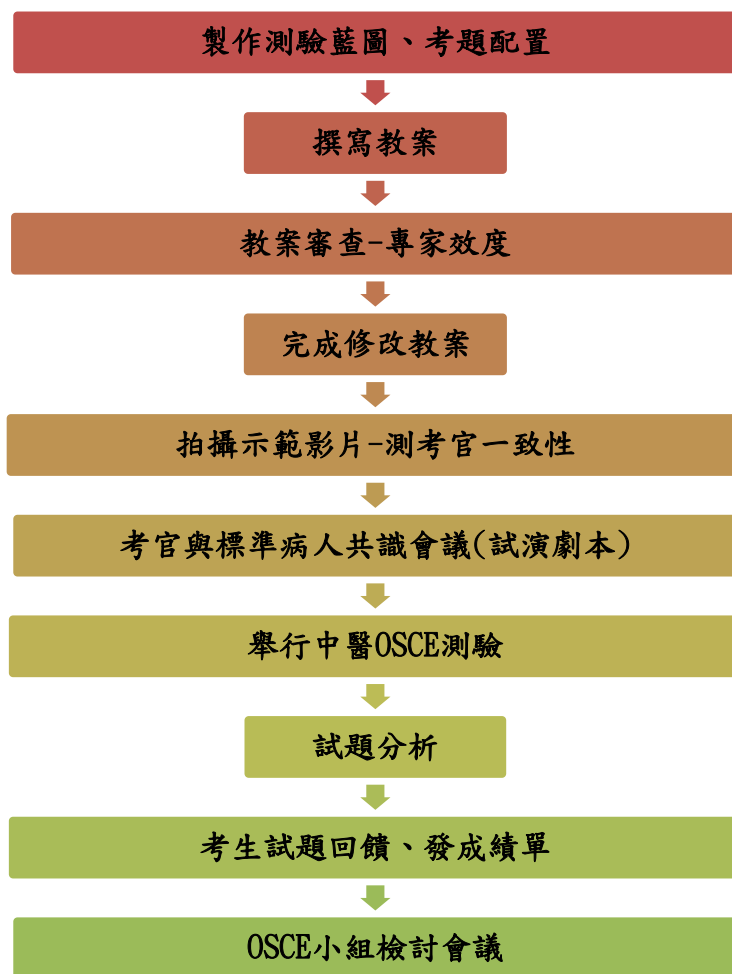 製作測驗藍圖、考題配置
撰寫教案
教案審查-專家效度
完成修改教案
拍攝示範影片-測考官一致性
考官與標準病人共識會議(試演劇本)
舉行中醫OSCE測驗
試題分析
考生試題回饋、發成績單
OSCE小組檢討會議